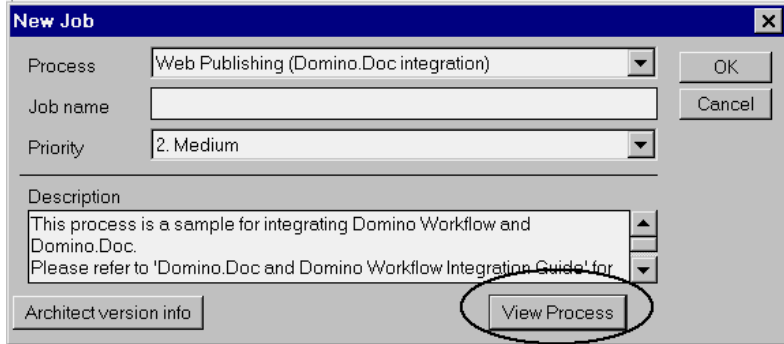 New Job
Process
Web Publishing (Domino.Doc integration)
OK
Job name
Cancel
Priority
2. Medium
Description
This process is a sample for integrating Domino Workflow and
Domino.Doc.
Please refer to 'Domino.Doc and Domino Workflow Integration Guide' for
Architect version info
View Process